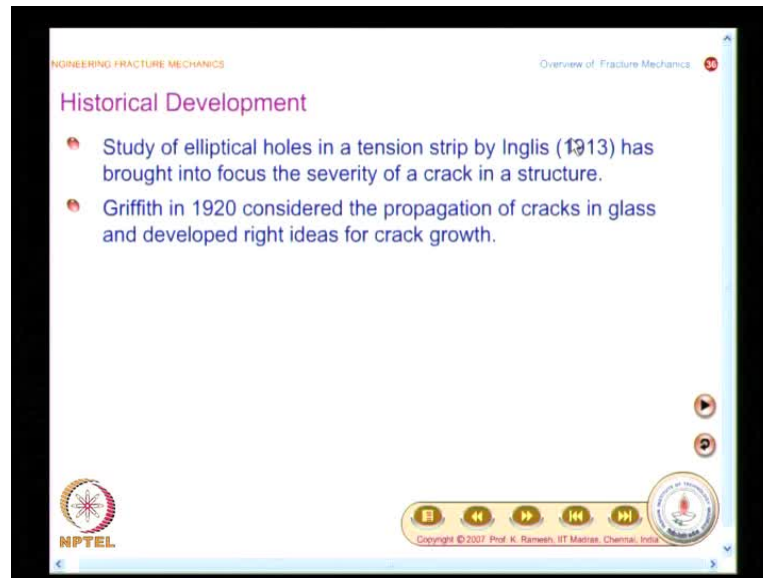 NGINEERING FRACTURE MECHANICS
Overview of Fracture Mechanics 36
Historical Development
Study of elliptical holes in a tension strip by Inglis (1913) has
brought into focus the severity of a crack in a structure.
Griffith in 1920 considered the propagation of cracks in glass
and developed right ideas for crack growth.
NPTEL
Copyright © 2007 Prof. K. Ramesh, IIT Madras, Chennai, India